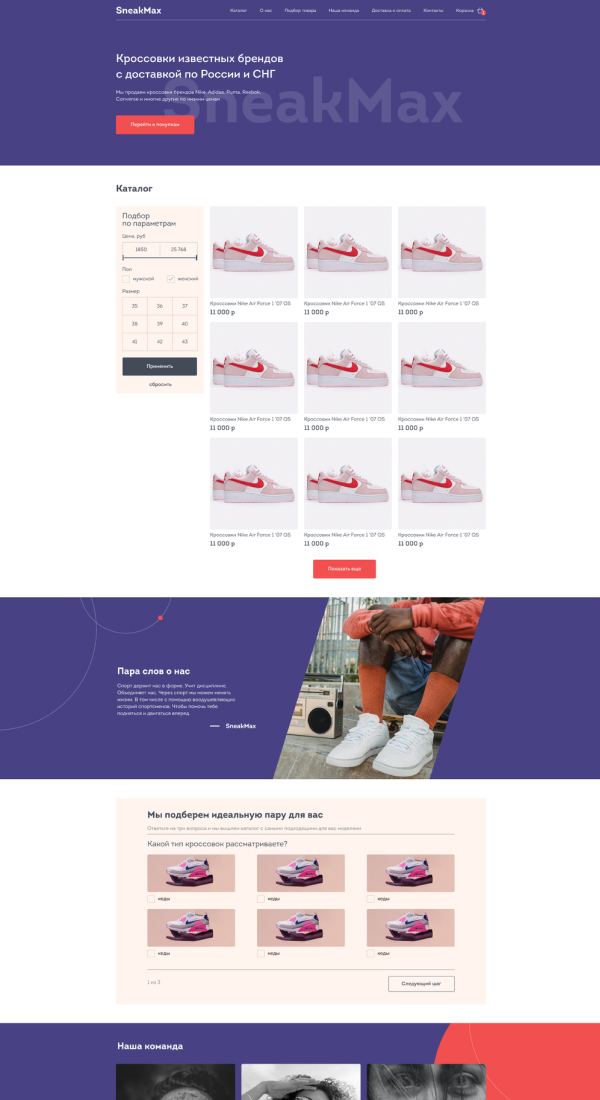 SneakMax
Каталог О нас Подбор товара Наша команда Доставка и оплата Контакты Корзина
Кроссовки известных брендов
с доставкой по России и СНГ
SneakMax
Мы продаем кроссовки брендов Nike, Adidas, Puma, Reebok,
Converse и многие другие по низким ценам
Перейти к покупкам
Каталог
Подбор
по параметрам
Цена, руб
1850 25 768
Пол
мужской женский
Размер
35 36 37
38 39 40
41 42 43
Применить
сбросить
Кроссовки Nike Air Force 1 '07 QS Кроссовки Nike Air Force 1 '07 QS Кроссовки Nike Air Force 1 '07 QS
11 000 р 11 000 р 11 000 р
Кроссовки Nike Air Force 1 '07 QS Кроссовки Nike Air Force 1 '07 QS Кроссовки Nike Air Force 1 '07 QS
11 000 р 11 000 р 11 000 р
Кроссовки Nike Air Force 1 '07 QS Кроссовки Nike Air Force 1 '07 QS Кроссовки Nike Air Force 1 '07 QS
11 000 р 11 000 р 11 000 р
Показать еще
Пара слов о нас
Спорт держит нас в форме. Учит дисциплине.
Объединяет нас. Через спорт мы можем менять
жизни. В том числе с помощью воодушевляющих
историй спортсменов. Чтобы помочь тебе
подняться и двигаться вперед.
SneakMax
Мы подберем идеальную пару для вас
Ответьте на три вопроса и мы вышлем каталог с самыми подходящими для вас моделями
Какой тип кроссовок рассматриваете?
кеды кеды кеды
кеды кеды кеды
1 из 3
Следующий шаг
Наша команда